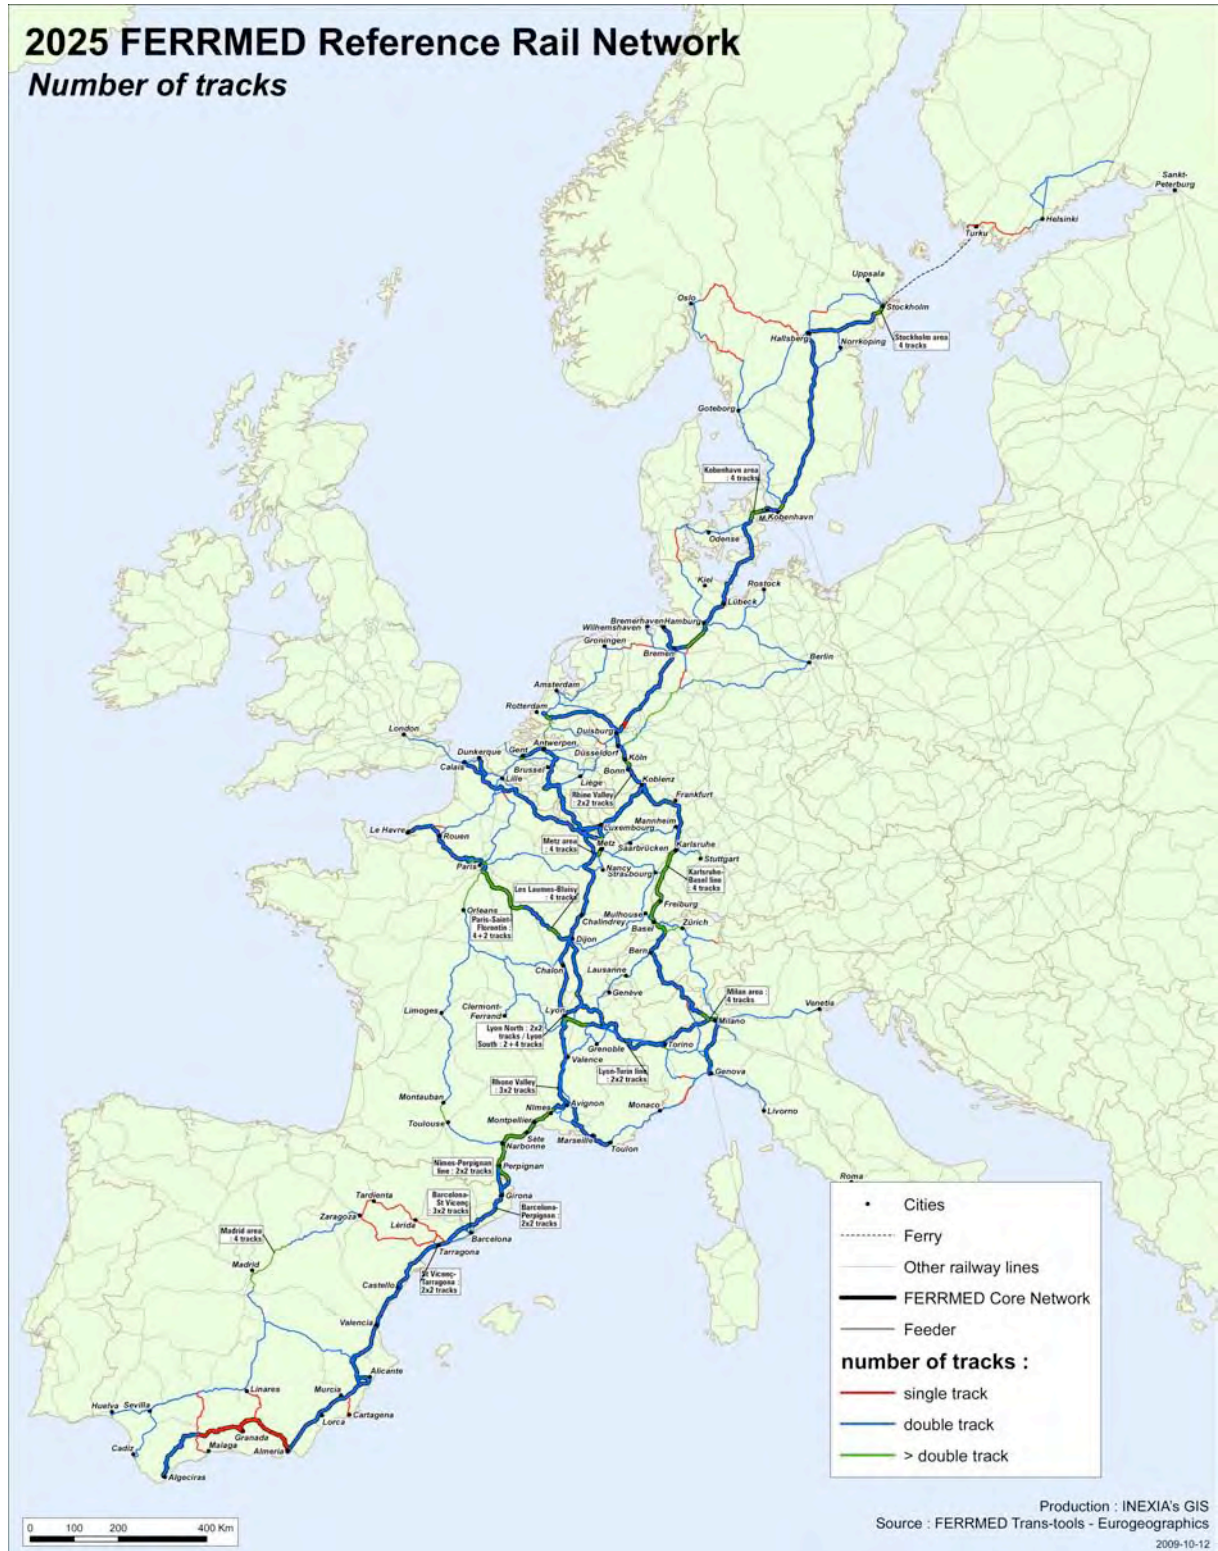 2025 FERRMED Reference Rail Network
Number of tracks
Sankt-
Peterburg
Helsinki
Turku
Uppsala
Oslo
Stockholm
Hallsberg
Norrkoping
Stockholm area
: 4 tracks
Goteborg
Kobenhavn area
: 4 tracks
M.
Kobenhavn
Odense
Kiel
Rostock
Lübeck
Bremerhaven
Hamburg
Wilhemshaven
Groningen
Bremen
Berlin
Amsterdam
Rotterdam
London
Duisburg
Dunkerque
Gent
Antwerpen
Düsseldorf
Calais
Brussel
Köln
Lille
Liège
Bonn
Koblenz
Rhine Valley
: 2x2 tracks
Frankfurt
Le Havre
Rouen
Luxembourg
Mannheim
Metz area
: 4 tracks
Metz
Saarbrücken
Karlsruhe
Stuttgart
Paris
Nancy
Strasbourg
Karlsruhe-
Basel line
: 4 tracks
Les Laumes-Blaisy
: 4 tracks
Orleans
Freiburg
Paris-Saint-
Florentin :
4 + 2 tracks
Chalindrey
Mulhouse
Basel
Zürich
Dijon
Bern
Chalon
Lausanne
Genève
Milan area :
4 tracks
Venetia
Limoges
Clermont-
Ferrand
Lyon
Milano
Lyon North : 2x2
tracks / Lyon
South : 2 + 4 tracks
Grenoble
Torino
Valence
Lyon-Turin line
: 2x2 tracks
Genova
Rhone Valley
: 3x2 tracks
Montauban
Nîmes
Avignon
Monaco
Livorno
Toulouse
Montpellier
Sète
Marseille
Toulon
Narbonne
Nimes-Perpignan
line : 2x2 tracks
Perpignan
Roma
Tardienta
Barcelona-
St Vicenç
: 3x2 tracks
Girona
Zaragoza
Lérida
Barcelona-
Perpignan :
2x2 tracks
Madrid area
: 4 tracks
Barcelona
Tarragona
Madrid
St Vicenç-
Tarragona :
2x2 tracks
Castello
Valencia
Alicante
Linares
Murcia
Huelva
Sevilla
Lorca
Cartagena
Granada
Cadiz
Malaga
Almeria
Algeciras
Cities
Ferry
Other railway lines
FERRMED Core Network
Feeder
number of tracks :
single track
double track
> double track
0 100 200 400 Km
Production : INEXIA's GIS
Source : FERRMED Trans-tools - Eurogeographics
2009-10-12